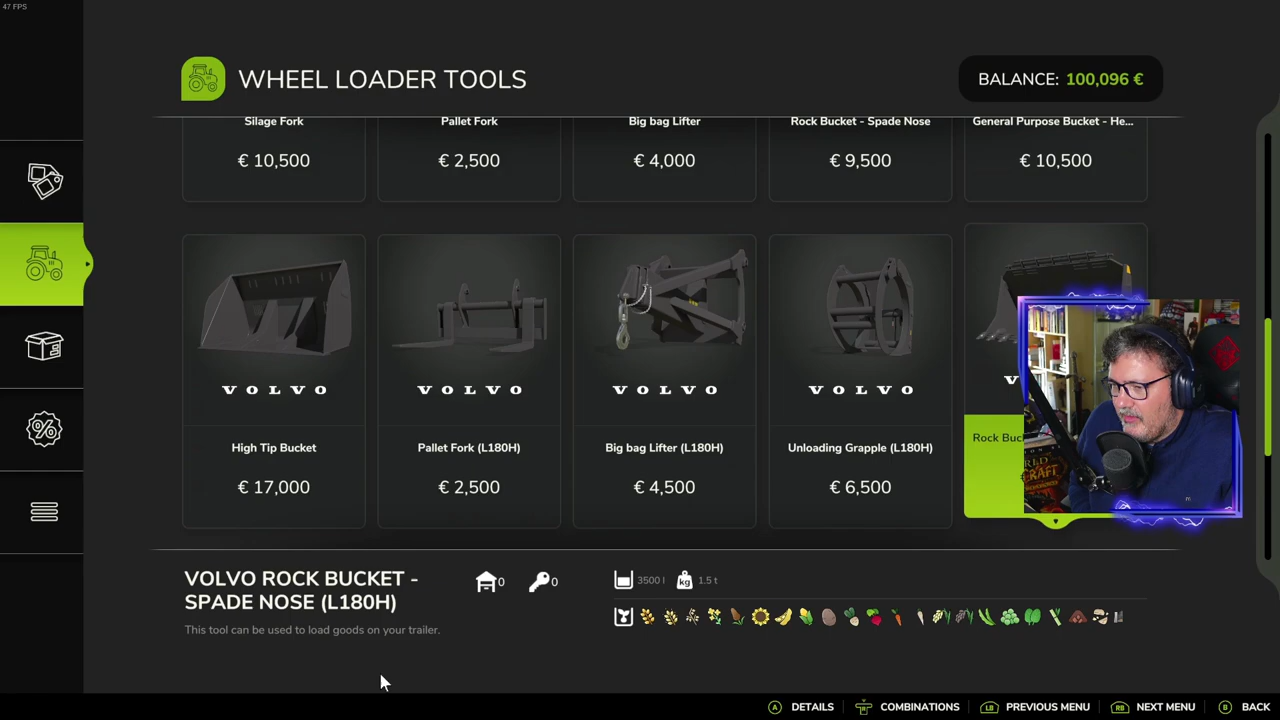 47 FPS
WHEEL LOADER TOOLS
BALANCE: 100,096 €
Silage Fork
Pallet Fork
Big bag Lifter
Rock Bucket - Spade Nose
General Purpose Bucket - He...
€ 10,500
€ 2,500
€ 4,000
€ 9,500
€ 10,500
VOLVO
VOLVO
VOLVO
VOLVO
V
High Tip Bucket
Pallet Fork (L180H)
Big bag Lifter (L180H)
Unloading Grapple (L180H)
Rock Buc
€ 17,000
€ 2,500
€ 4,500
€ 6,500
VOLVO ROCK BUCKET -
SPADE NOSE (L180H)
0
0
3500 l
kg 1.5 t
This tool can be used to load goods on your trailer.
A DETAILS
COMBINATIONS
LB PREVIOUS MENU
RB NEXT MENU
B BACK